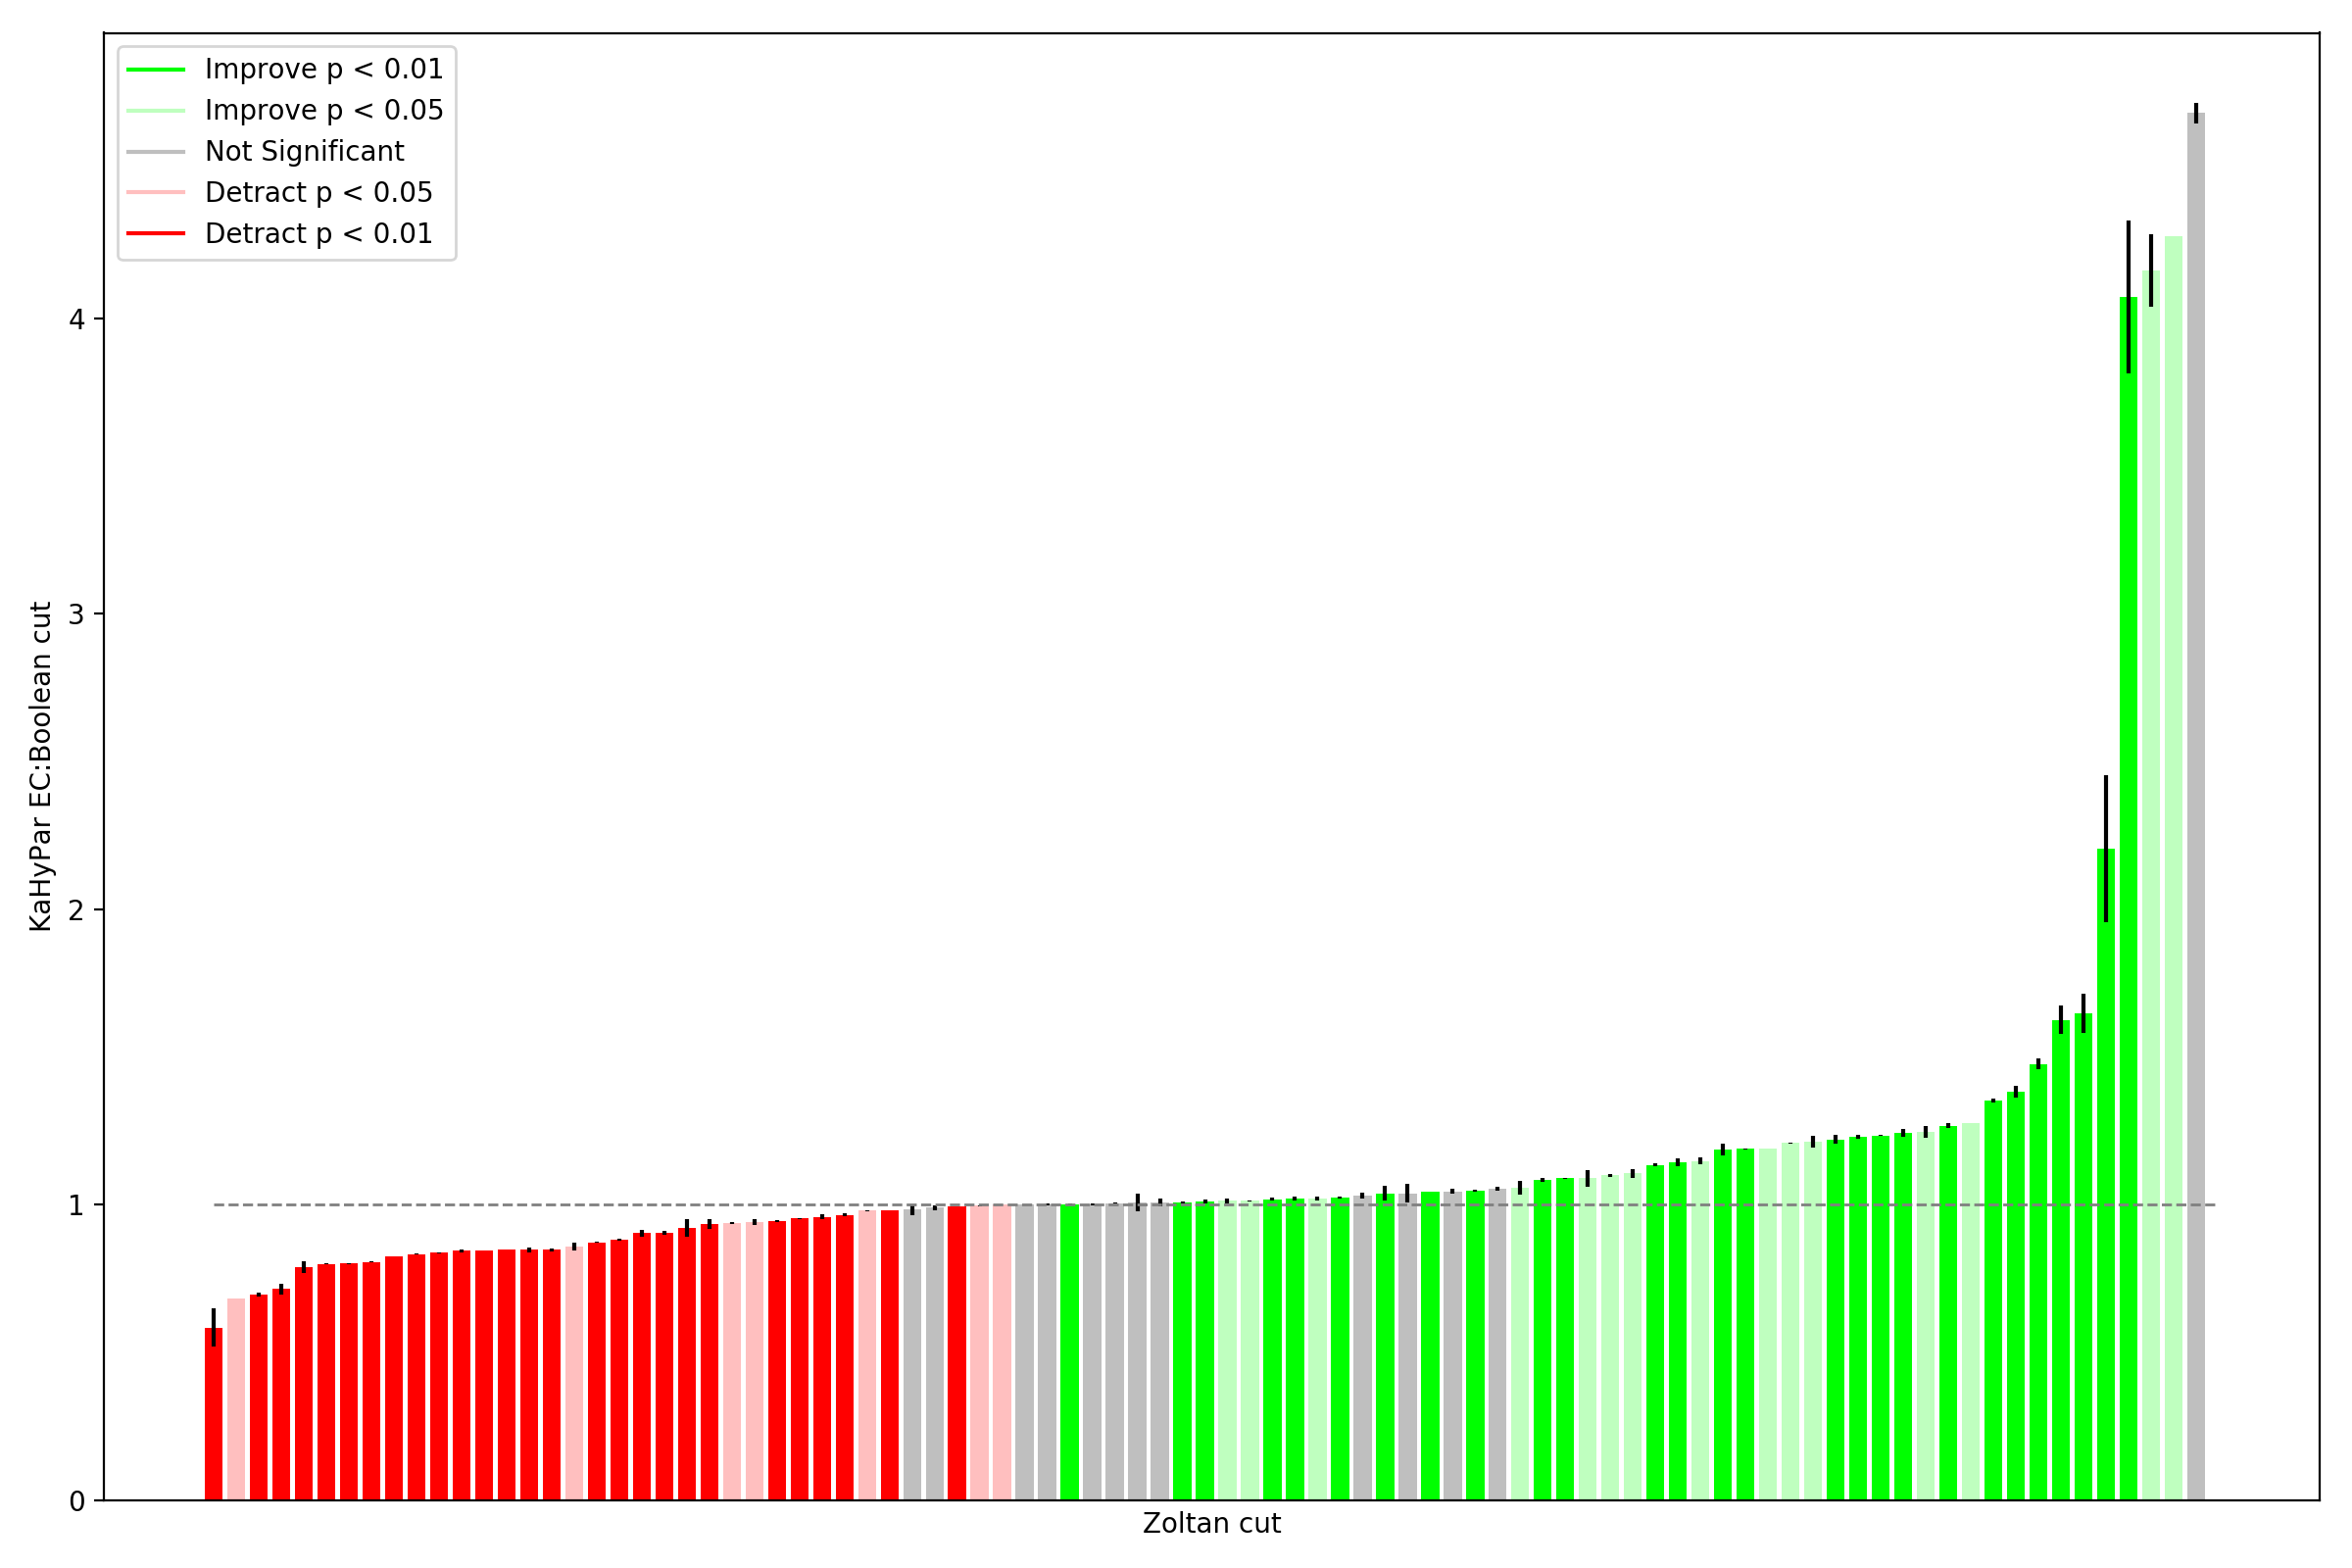 Improve p < 0.01
Improve p < 0.05
Not Significant
Detract p < 0.05
Detract p < 0.01
KaHyPar EC:Boolean cut
4
3
2
1
0
Zoltan cut